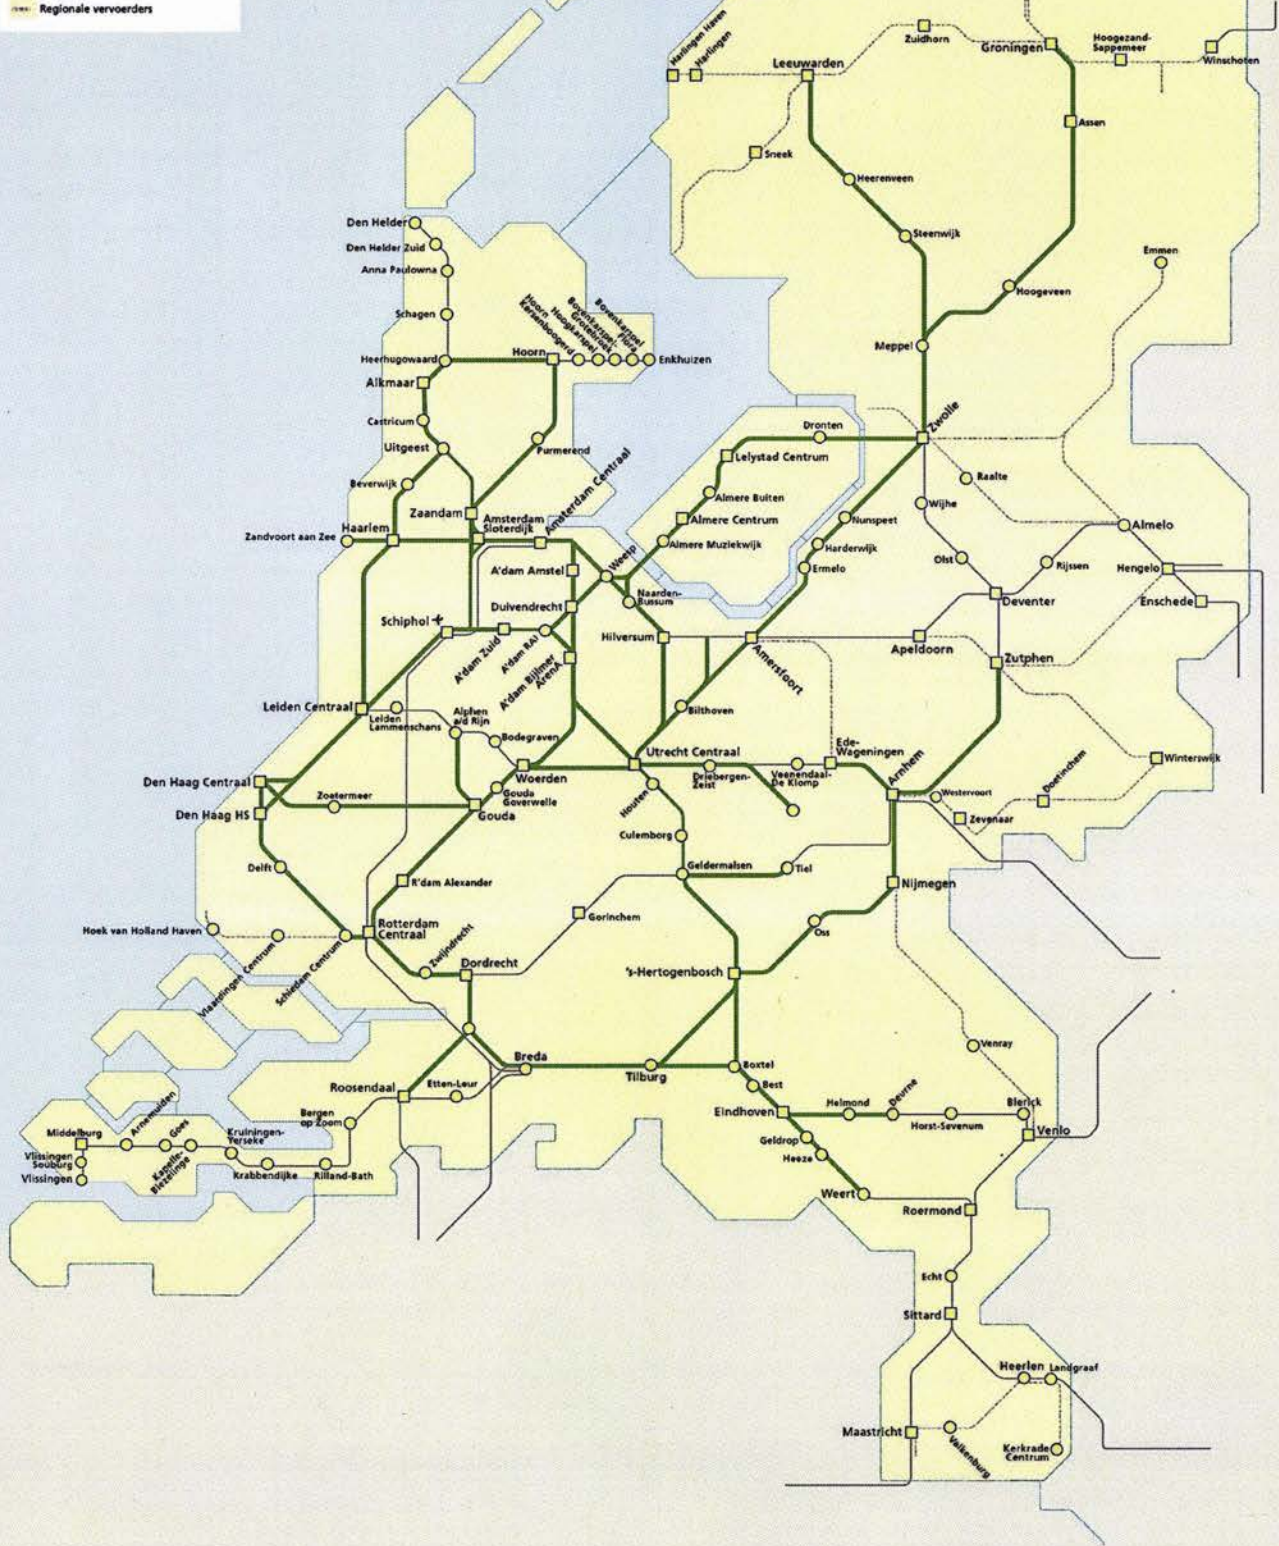 Regionale vervoerders
Harlingen Haven
Harlingen
Leeuwarden
Zuidhorn
Groningen
Hoogezand-
Sappemeer
Winschoten
Assen
Sneek
Heerenveen
Steenwijk
Hoogeveen
Emmen
Meppel
Den Helder
Den Helder Zuid
Anna Paulowna
Schagen
Heerhugowaard
Hoorn
Hoorn
Kersenboogerd
Hoogkarspel
Bovenkarspel-
Grotebroek
Bovenkarspel
Flora
Enkhuizen
Alkmaar
Castricum
Uitgeest
Purmerend
Beverwijk
Zaandam
Amsterdam
Sloterdijk
Amsterdam Centraal
Haarlem
Zandvoort aan Zee
Dronten
Zwolle
Lelystad Centrum
Almere Buiten
Almere Centrum
Almere Muziekwijk
Nunspeet
Harderwijk
Ermelo
Raalte
Wijhe
Almelo
Olst
Rijssen
Hengelo
Enschede
Deventer
A'dam Amstel
Weesp
Duivendrecht
Naarden-
Bussum
Schiphol
A'dam Zuid
A'dam RAI
A'dam Bijlmer
ArenA
Hilversum
Amersfoort
Apeldoorn
Zutphen
Leiden Centraal
Leiden
Lammenschans
Alphen
a/d Rijn
Bodegraven
Bilthoven
Utrecht Centraal
Woerden
Driebergen-
Zeist
Veenendaal-
De Klomp
Ede-
Wageningen
Arnhem
Westervoort
Zevenaar
Doetinchem
Winterswijk
Den Haag Centraal
Den Haag HS
Zoetermeer
Gouda
Goverwelle
Gouda
Houten
Culemborg
Geldermalsen
Tiel
Delft
R'dam Alexander
Nijmegen
Gorinchem
Oss
Hoek van Holland Haven
Vlaardingen Centrum
Schiedam Centrum
Rotterdam
Centraal
Zwijndrecht
Dordrecht
's-Hertogenbosch
Venray
Breda
Tilburg
Boxtel
Best
Roosendaal
Etten-Leur
Bergen
op Zoom
Eindhoven
Helmond
Deurne
Horst-Sevenum
Blerick
Venlo
Geldrop
Heeze
Weert
Roermond
Middelburg
Arnemuiden
Goes
Kapelle-
Biezelinge
Kruiningen-
Yerseke
Krabbendijke
Rilland-Bath
Vlissingen
Souburg
Vlissingen
Echt
Sittard
Heerlen
Landgraaf
Maastricht
Valkenburg
Kerkrade
Centrum